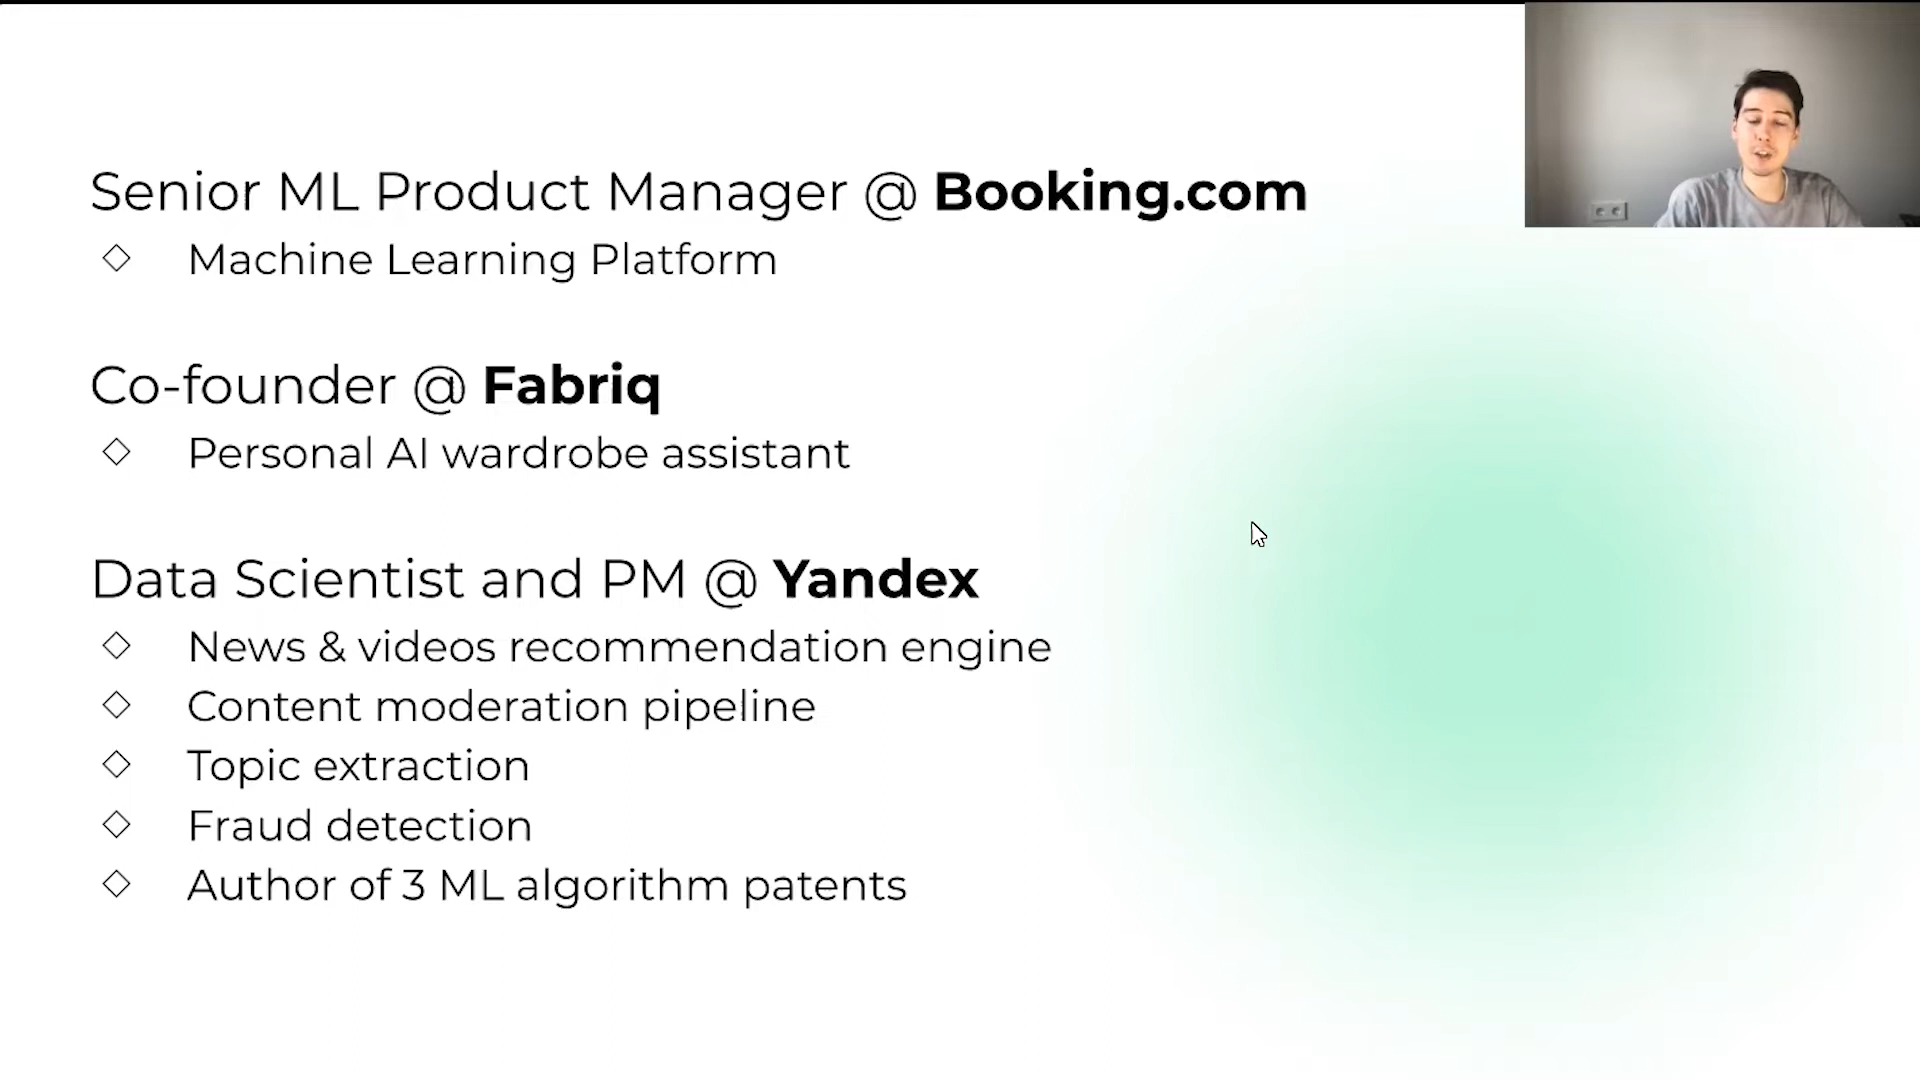 Senior ML Product Manager @ Booking.com
◇ Machine Learning Platform
Co-founder @ Fabriq
◇ Personal AI wardrobe assistant
Data Scientist and PM @ Yandex
◇ News & videos recommendation engine
◇ Content moderation pipeline
◇ Topic extraction
◇ Fraud detection
◇ Author of 3 ML algorithm patents